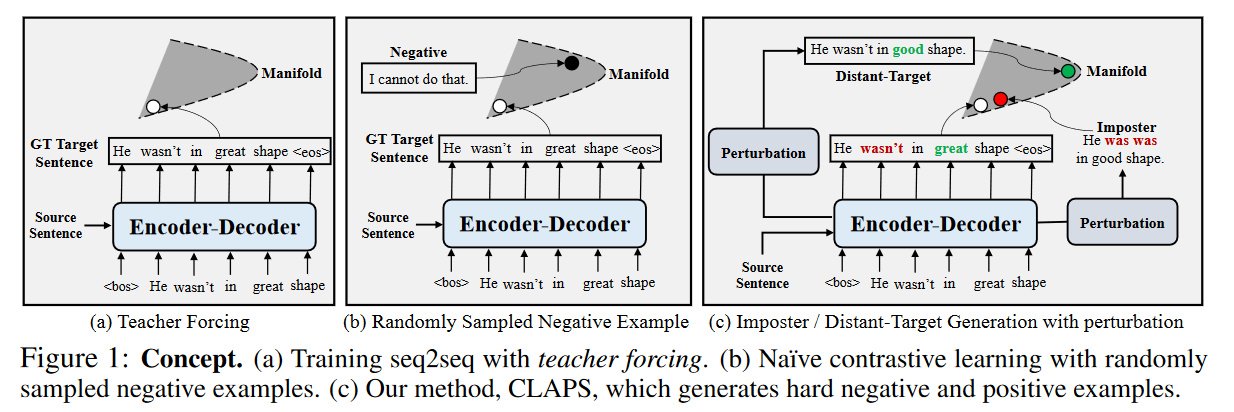 Manifold
GT Target
Sentence
He wasn't in great shape <eos>
Source
Sentence
Encoder-Decoder
<bos> He wasn't in great shape
(a) Teacher Forcing
Negative
I cannot do that.
Manifold
GT Target
Sentence
He wasn't in great shape <eos>
Source
Sentence
Encoder-Decoder
<bos> He wasn't in great shape
(b) Randomly Sampled Negative Example
He wasn't in good shape.
Distant-Target
Manifold
Imposter
He was was
in good shape.
Perturbation
He wasn't in great shape <eos>
Encoder-Decoder
Perturbation
Source
Sentence
<bos> He wasn't in great shape
(c) Imposter / Distant-Target Generation with perturbation
Figure 1: Concept. (a) Training seq2seq with teacher forcing. (b) Naïve contrastive learning with randomly
sampled negative examples. (c) Our method, CLAPS, which generates hard negative and positive examples.